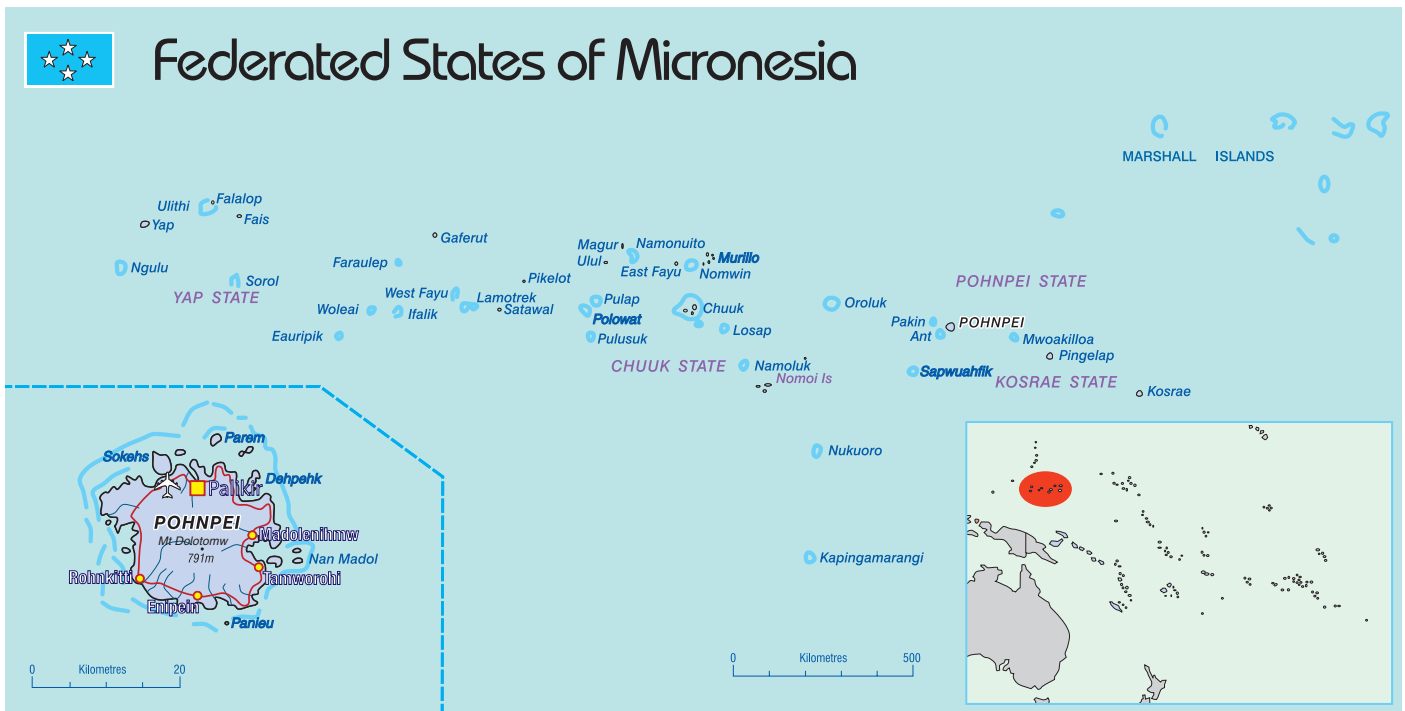 Federated States of Micronesia
MARSHALL ISLANDS
Ulithi
Falalop
Yap
Fais
Ngulu
Sorol
YAP STATE
Gaferut
Faraulep
West Fayu
Woleai
Ifalik
Lamotrek
Satawal
Pikelot
Eauripik
Magur
Namonuito
Ulul
East Fayu
Murillo
Nomwin
Pulap
Polowat
Pulusuk
Chuuk
Losap
CHUUK STATE
Namoluk
Nomoi Is
Oroluk
POHNPEI STATE
Pakin
POHNPEI
Ant
Mwoakilloa
Pingelap
Sapwuahfik
KOSRAE STATE
Kosrae
Nukuoro
Kapingamarangi
Parem
Sokehs
Dehpehk
Palikir
POHNPEI
Mt Dolotomw
791m
Madolenihmw
Nan Madol
Rohnkitti
Tamworohi
Enipein
Panieu
0 Kilometres 20
0 Kilometres 500